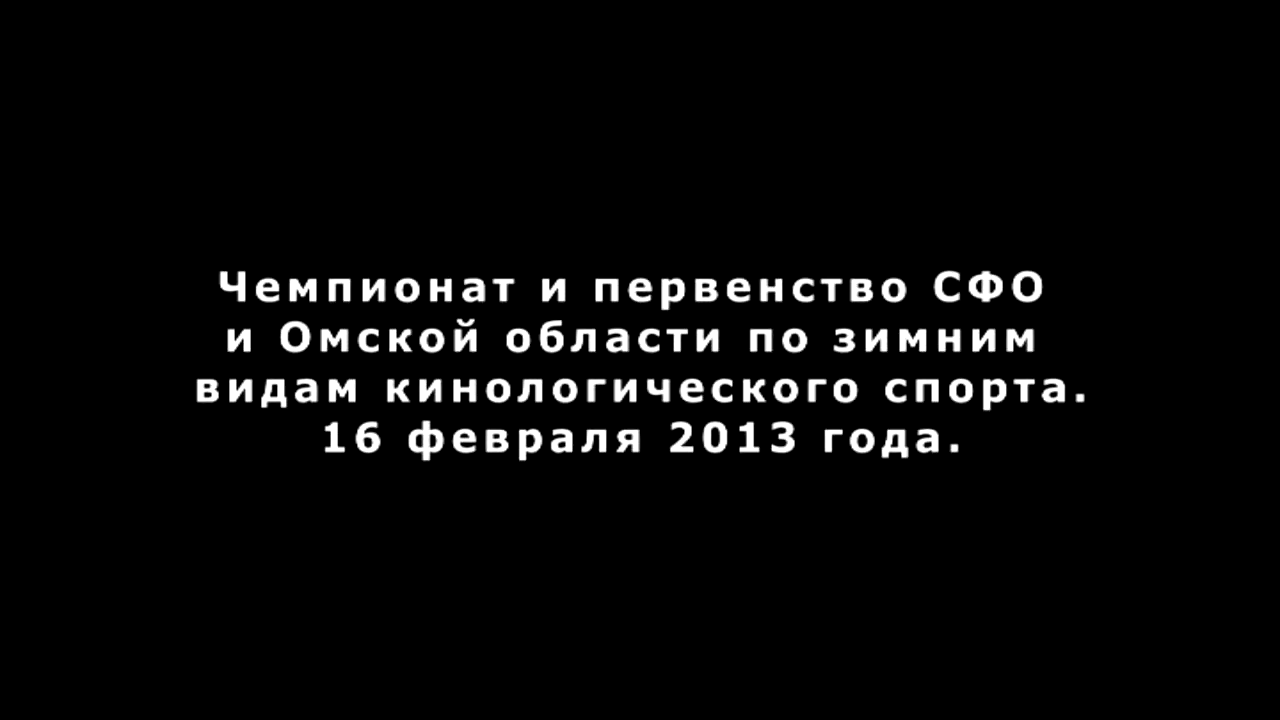 Чемпионат и первенство СФО
и Омской области по зимним
видам кинологического спорта.
16 февраля 2013 года.